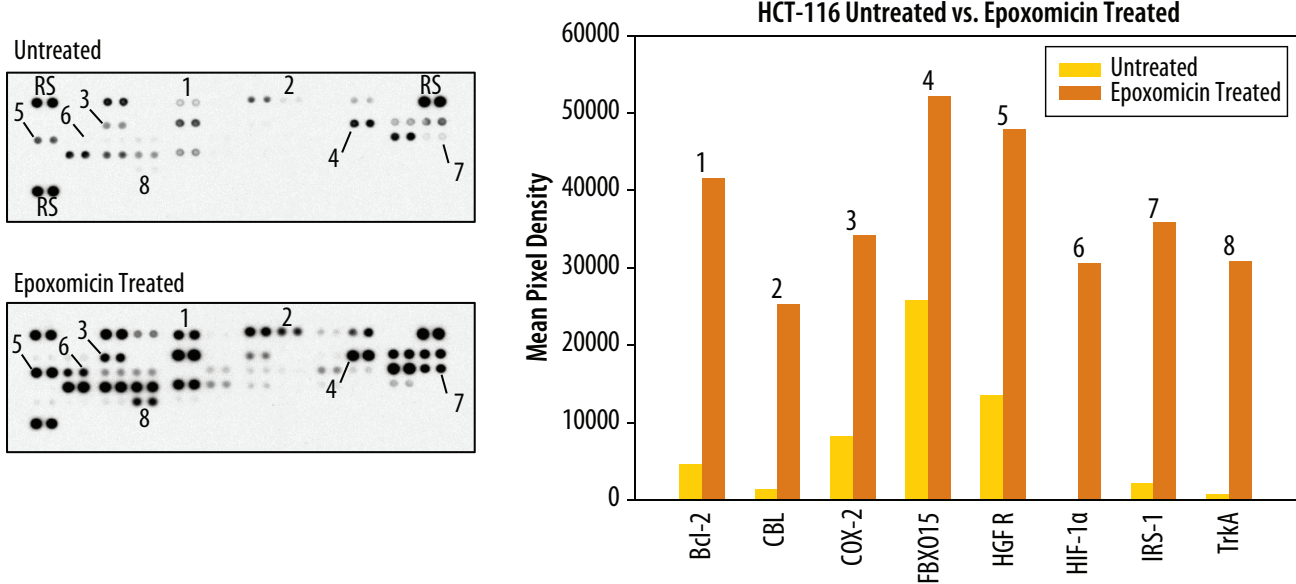 Untreated
RS 1 2 RS
3
5 6
4 7
8
RS
Epoxomicin Treated
1 2
3
5 6
4 7
8
HCT-116 Untreated vs. Epoxomicin Treated
Untreated
Epoxomicin Treated
Mean Pixel Density
60000
50000
40000
30000
20000
10000
0
1 2 3 4 5 6 7 8
Bcl-2
CBL
COX-2
FBXO15
HGF R
HIF-1α
IRS-1
TrkA